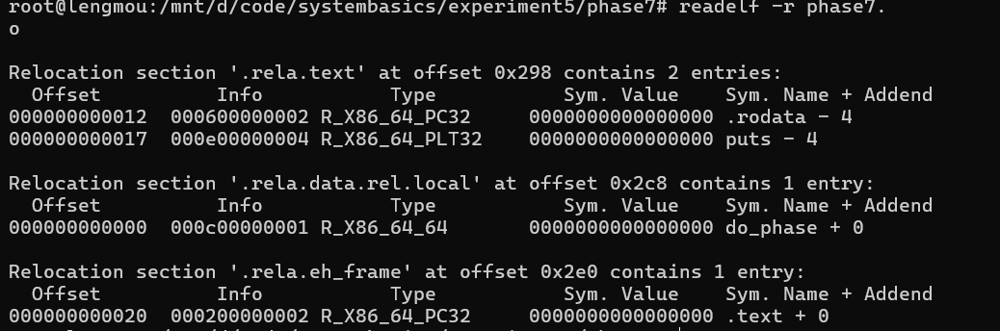 root@lengmou:/mnt/d/code/systembasics/experiment5/phase7# readelf -r phase7.
o
Relocation section '.rela.text' at offset 0x298 contains 2 entries:
  Offset          Info           Type           Sym. Value    Sym. Name + Addend
000000000012  000600000002 R_X86_64_PC32     0000000000000000 .rodata - 4
000000000017  000e00000004 R_X86_64_PLT32    0000000000000000 puts - 4
Relocation section '.rela.data.rel.local' at offset 0x2c8 contains 1 entry:
  Offset          Info           Type           Sym. Value    Sym. Name + Addend
000000000000  000c00000001 R_X86_64_64       0000000000000000 do_phase + 0
Relocation section '.rela.eh_frame' at offset 0x2e0 contains 1 entry:
  Offset          Info           Type           Sym. Value    Sym. Name + Addend
000000000020  000200000002 R_X86_64_PC32     0000000000000000 .text + 0